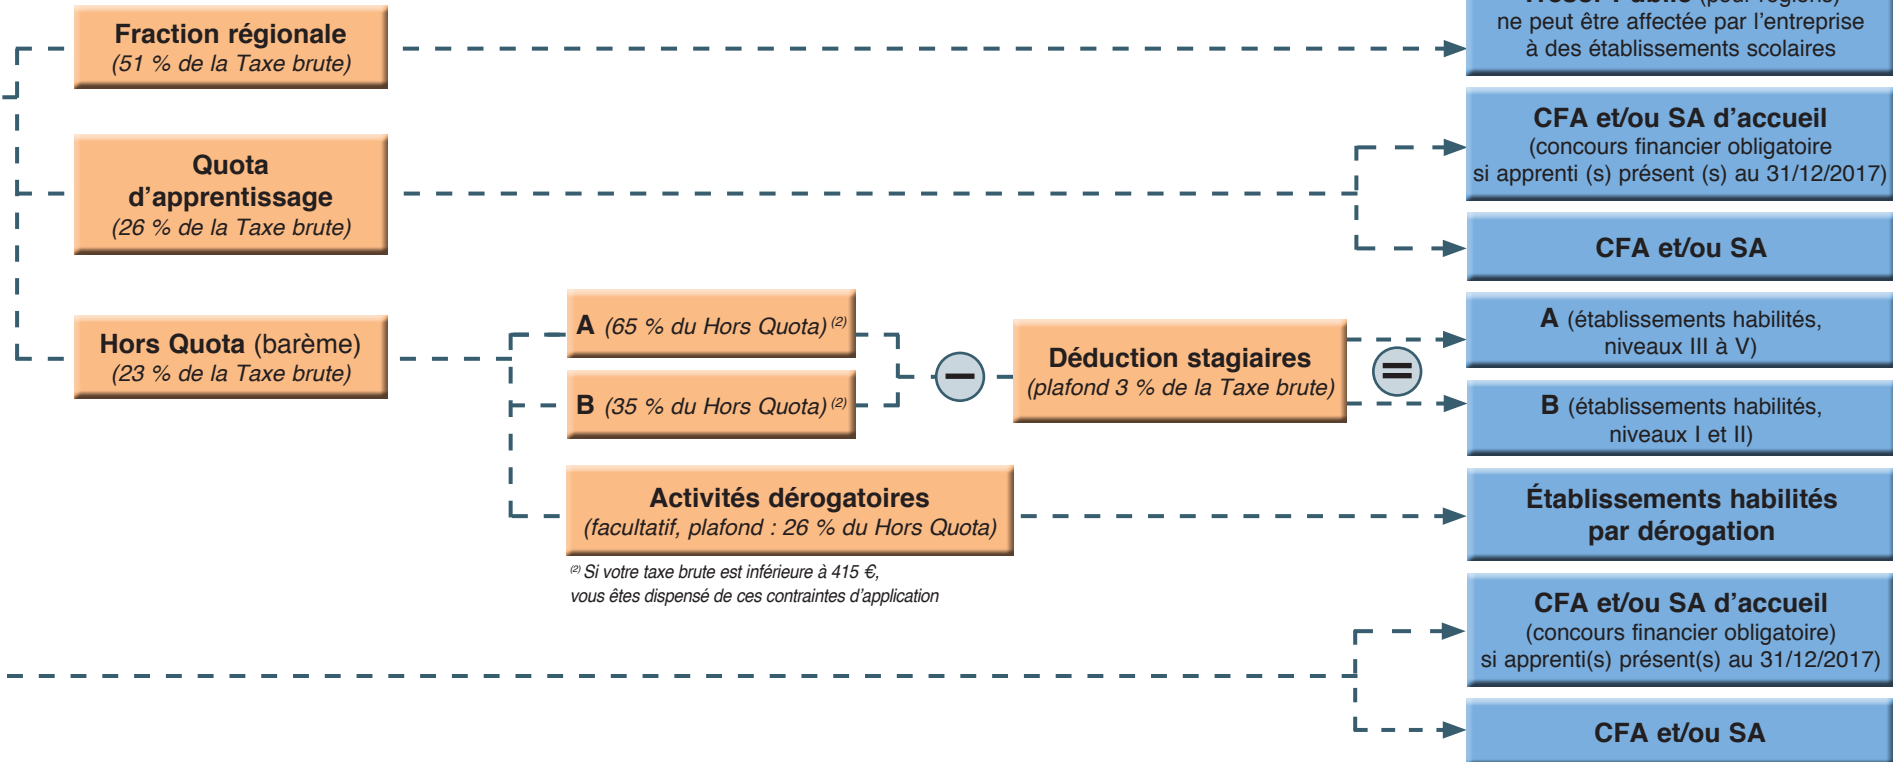 Trésor Public (pour régions)
ne peut être affectée par l'entreprise
à des établissements scolaires
Fraction régionale
(51 % de la Taxe brute)
CFA et/ou SA d'accueil
(concours financier obligatoire
si apprenti (s) présent (s) au 31/12/2017)
Quota
d'apprentissage
(26 % de la Taxe brute)
CFA et/ou SA
Hors Quota (barème)
(23 % de la Taxe brute)
A (65 % du Hors Quota) (2)
B (35 % du Hors Quota) (2)
−
Déduction stagiaires
(plafond 3 % de la Taxe brute)
=
A (établissements habilités,
niveaux III à V)
B (établissements habilités,
niveaux I et II)
Activités dérogatoires
(facultatif, plafond : 26 % du Hors Quota)
Établissements habilités
par dérogation
(2) Si votre taxe brute est inférieure à 415 €,
vous êtes dispensé de ces contraintes d'application
CFA et/ou SA d'accueil
(concours financier obligatoire)
si apprenti(s) présent(s) au 31/12/2017)
CFA et/ou SA